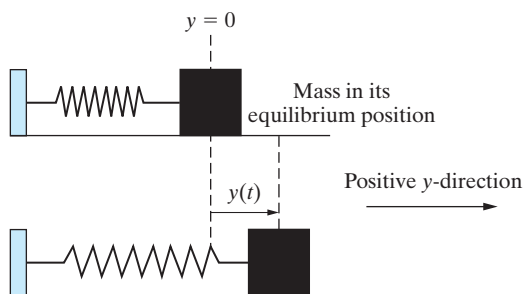 y = 0
Mass in its
equilibrium position
Positive y-direction
y(t)